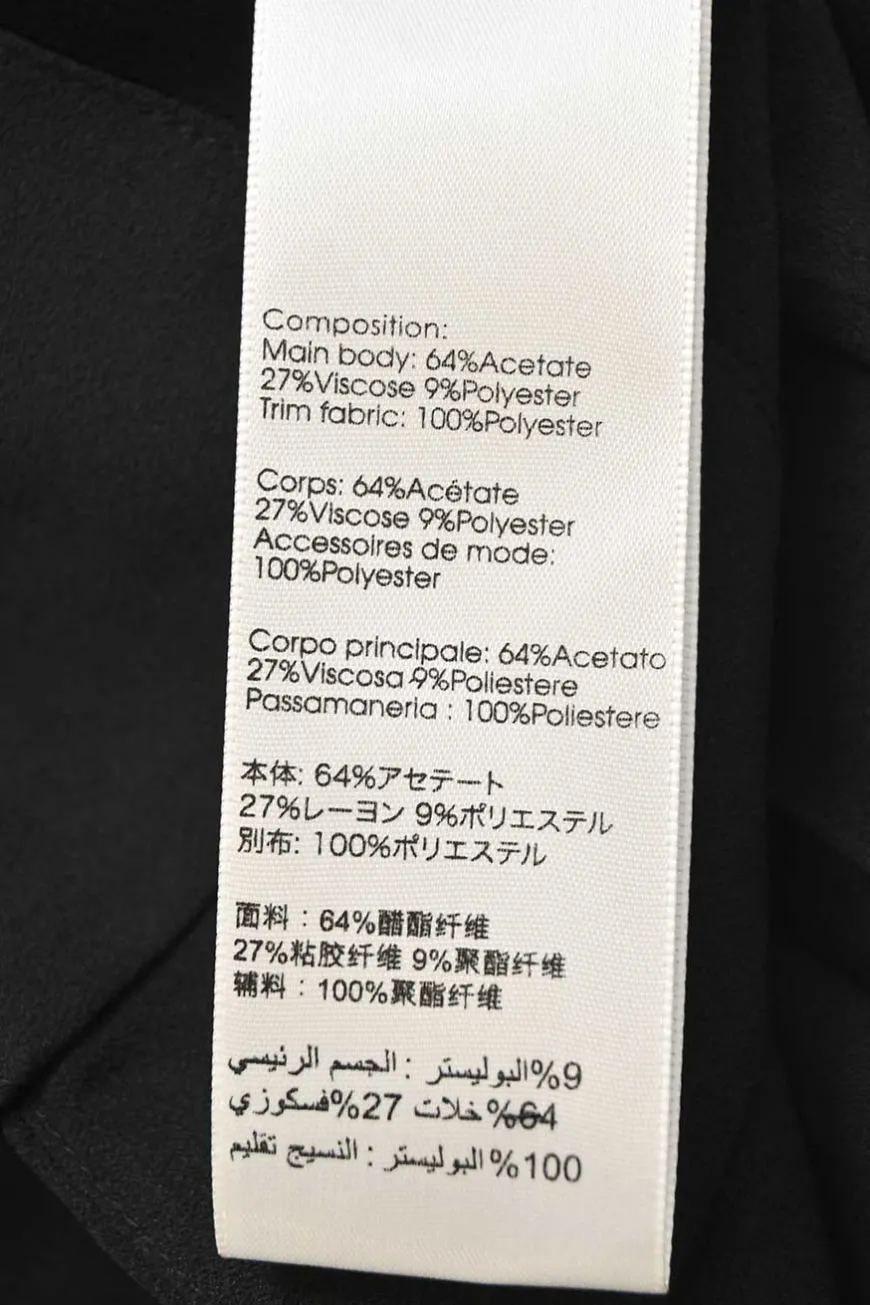 Composition:
Main body: 64%Acetate
27%Viscose 9%Polyester
Trim fabric: 100%Polyester
Corps: 64%Acétate
27%Viscose 9%Polyester
Accessoires de mode:
100%Polyester
Corpo principale: 64%Acetato
27%Viscosa 9%Poliestere
Passamaneria : 100%Poliestere
本体: 64%アセテート
27%レーヨン 9%ポリエステル
別布: 100%ポリエステル
面料：64%醋酯纤维
27%粘胶纤维 9%聚酯纤维
辅料：100%聚酯纤维
9%البوليستر : الجسم الرئيسي
64%خلات 27%فسكوزي
100%البوليستر : النسيج تقليم